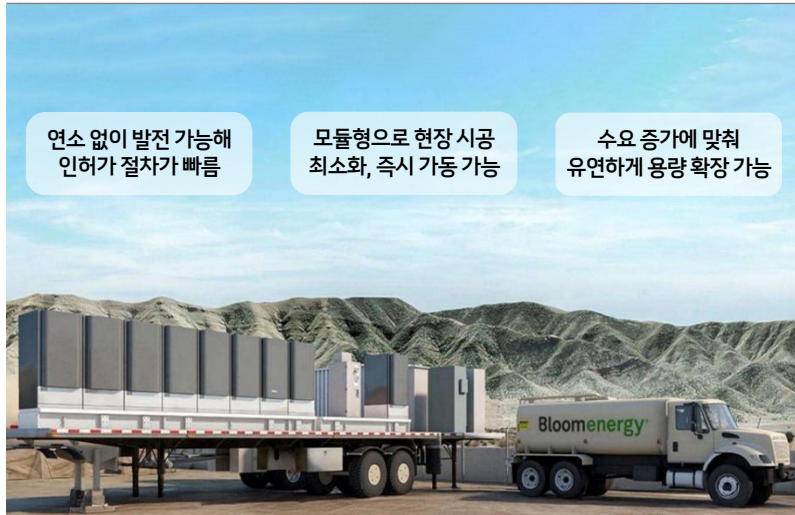 연소 없이 발전 가능해
인허가 절차가 빠름
모듈형으로 현장 시공
최소화, 즉시 가동 가능
수요 증가에 맞춰
유연하게 용량 확장 가능
Bloomenergy